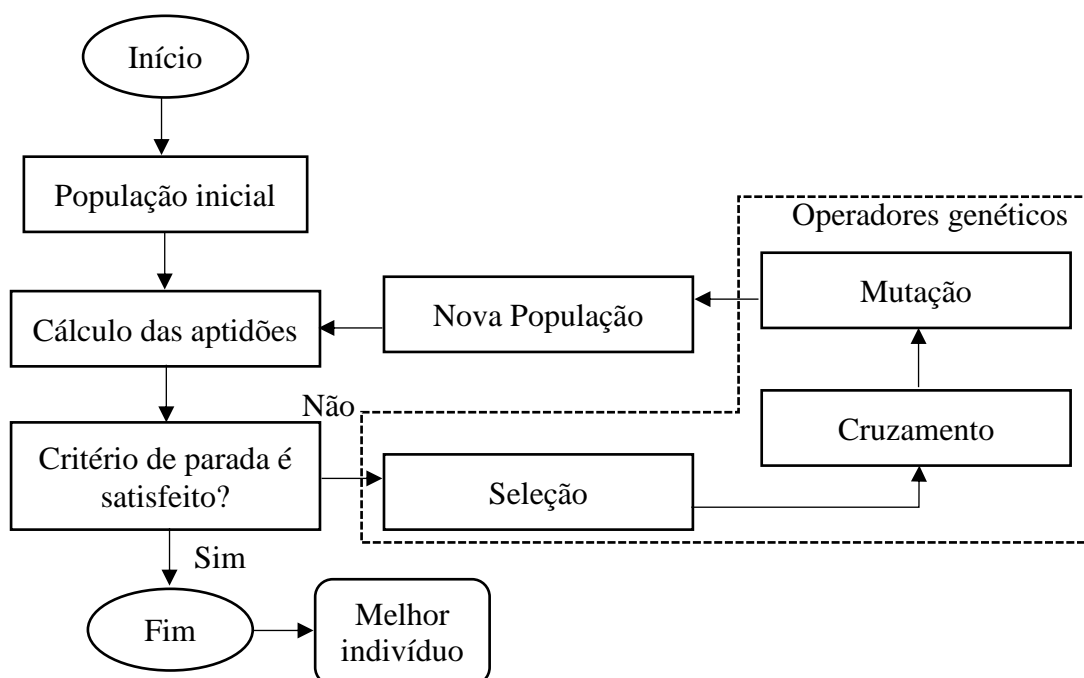 Início
População inicial
Operadores genéticos
Mutação
Nova População
Cálculo das aptidões
Não
Cruzamento
Critério de parada é
satisfeito?
Seleção
Sim
Fim
Melhor
indivíduo